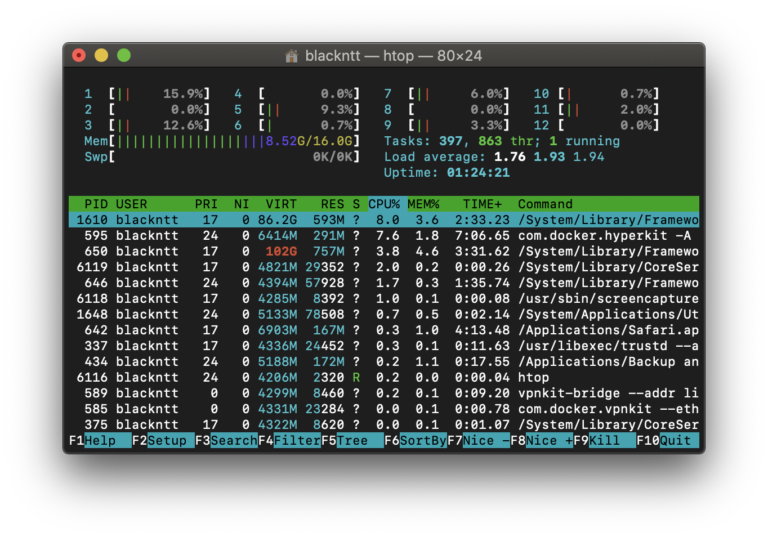 blackntt — htop — 80×24
1 [|| 15.9%] 4 [ 0.0%] 7 [|| 6.0%] 10 [| 0.7%]
2 [ 0.0%] 5 [|| 9.3%] 8 [ 0.0%] 11 [|| 2.0%]
3 [|| 12.6%] 6 [| 0.7%] 9 [|| 3.3%] 12 [ 0.0%]
Mem[|||||||||||||||||||8.52G/16.0G] Tasks: 397, 863 thr; 1 running
Swp[ 0K/0K] Load average: 1.76 1.93 1.94
Uptime: 01:24:21
PID USER PRI NI VIRT RES S CPU% MEM% TIME+ Command
1610 blackntt 17 0 86.2G 593M ? 8.0 3.6 2:33.23 /System/Library/Framewo
595 blackntt 24 0 6414M 291M ? 7.6 1.8 7:06.65 com.docker.hyperkit -A
650 blackntt 17 0 102G 757M ? 3.8 4.6 3:31.62 /System/Library/Framewo
6119 blackntt 17 0 4821M 29352 ? 2.0 0.2 0:00.26 /System/Library/CoreSer
646 blackntt 24 0 4394M 57928 ? 1.7 0.3 1:35.74 /System/Library/Framewo
6118 blackntt 17 0 4285M 8392 ? 1.0 0.1 0:00.08 /usr/sbin/screencapture
1648 blackntt 24 0 5133M 78508 ? 0.7 0.5 0:02.14 /System/Applications/Ut
642 blackntt 17 0 6903M 167M ? 0.3 1.0 4:13.48 /Applications/Safari.ap
337 blackntt 17 0 4336M 24452 ? 0.3 0.1 0:11.63 /usr/libexec/trustd --a
434 blackntt 24 0 5188M 172M ? 0.2 1.1 0:17.55 /Applications/Backup an
6116 blackntt 24 0 4206M 2320 R 0.2 0.0 0:00.04 htop
589 blackntt 0 0 4299M 8460 ? 0.2 0.1 0:09.20 vpnkit-bridge --addr li
585 blackntt 0 0 4331M 23284 ? 0.0 0.1 0:00.78 com.docker.vpnkit --eth
375 blackntt 17 0 4322M 8620 ? 0.0 0.1 0:01.07 /System/Library/CoreSer
F1Help F2Setup F3SearchF4FilterF5Tree F6SortByF7Nice -F8Nice +F9Kill F10Quit